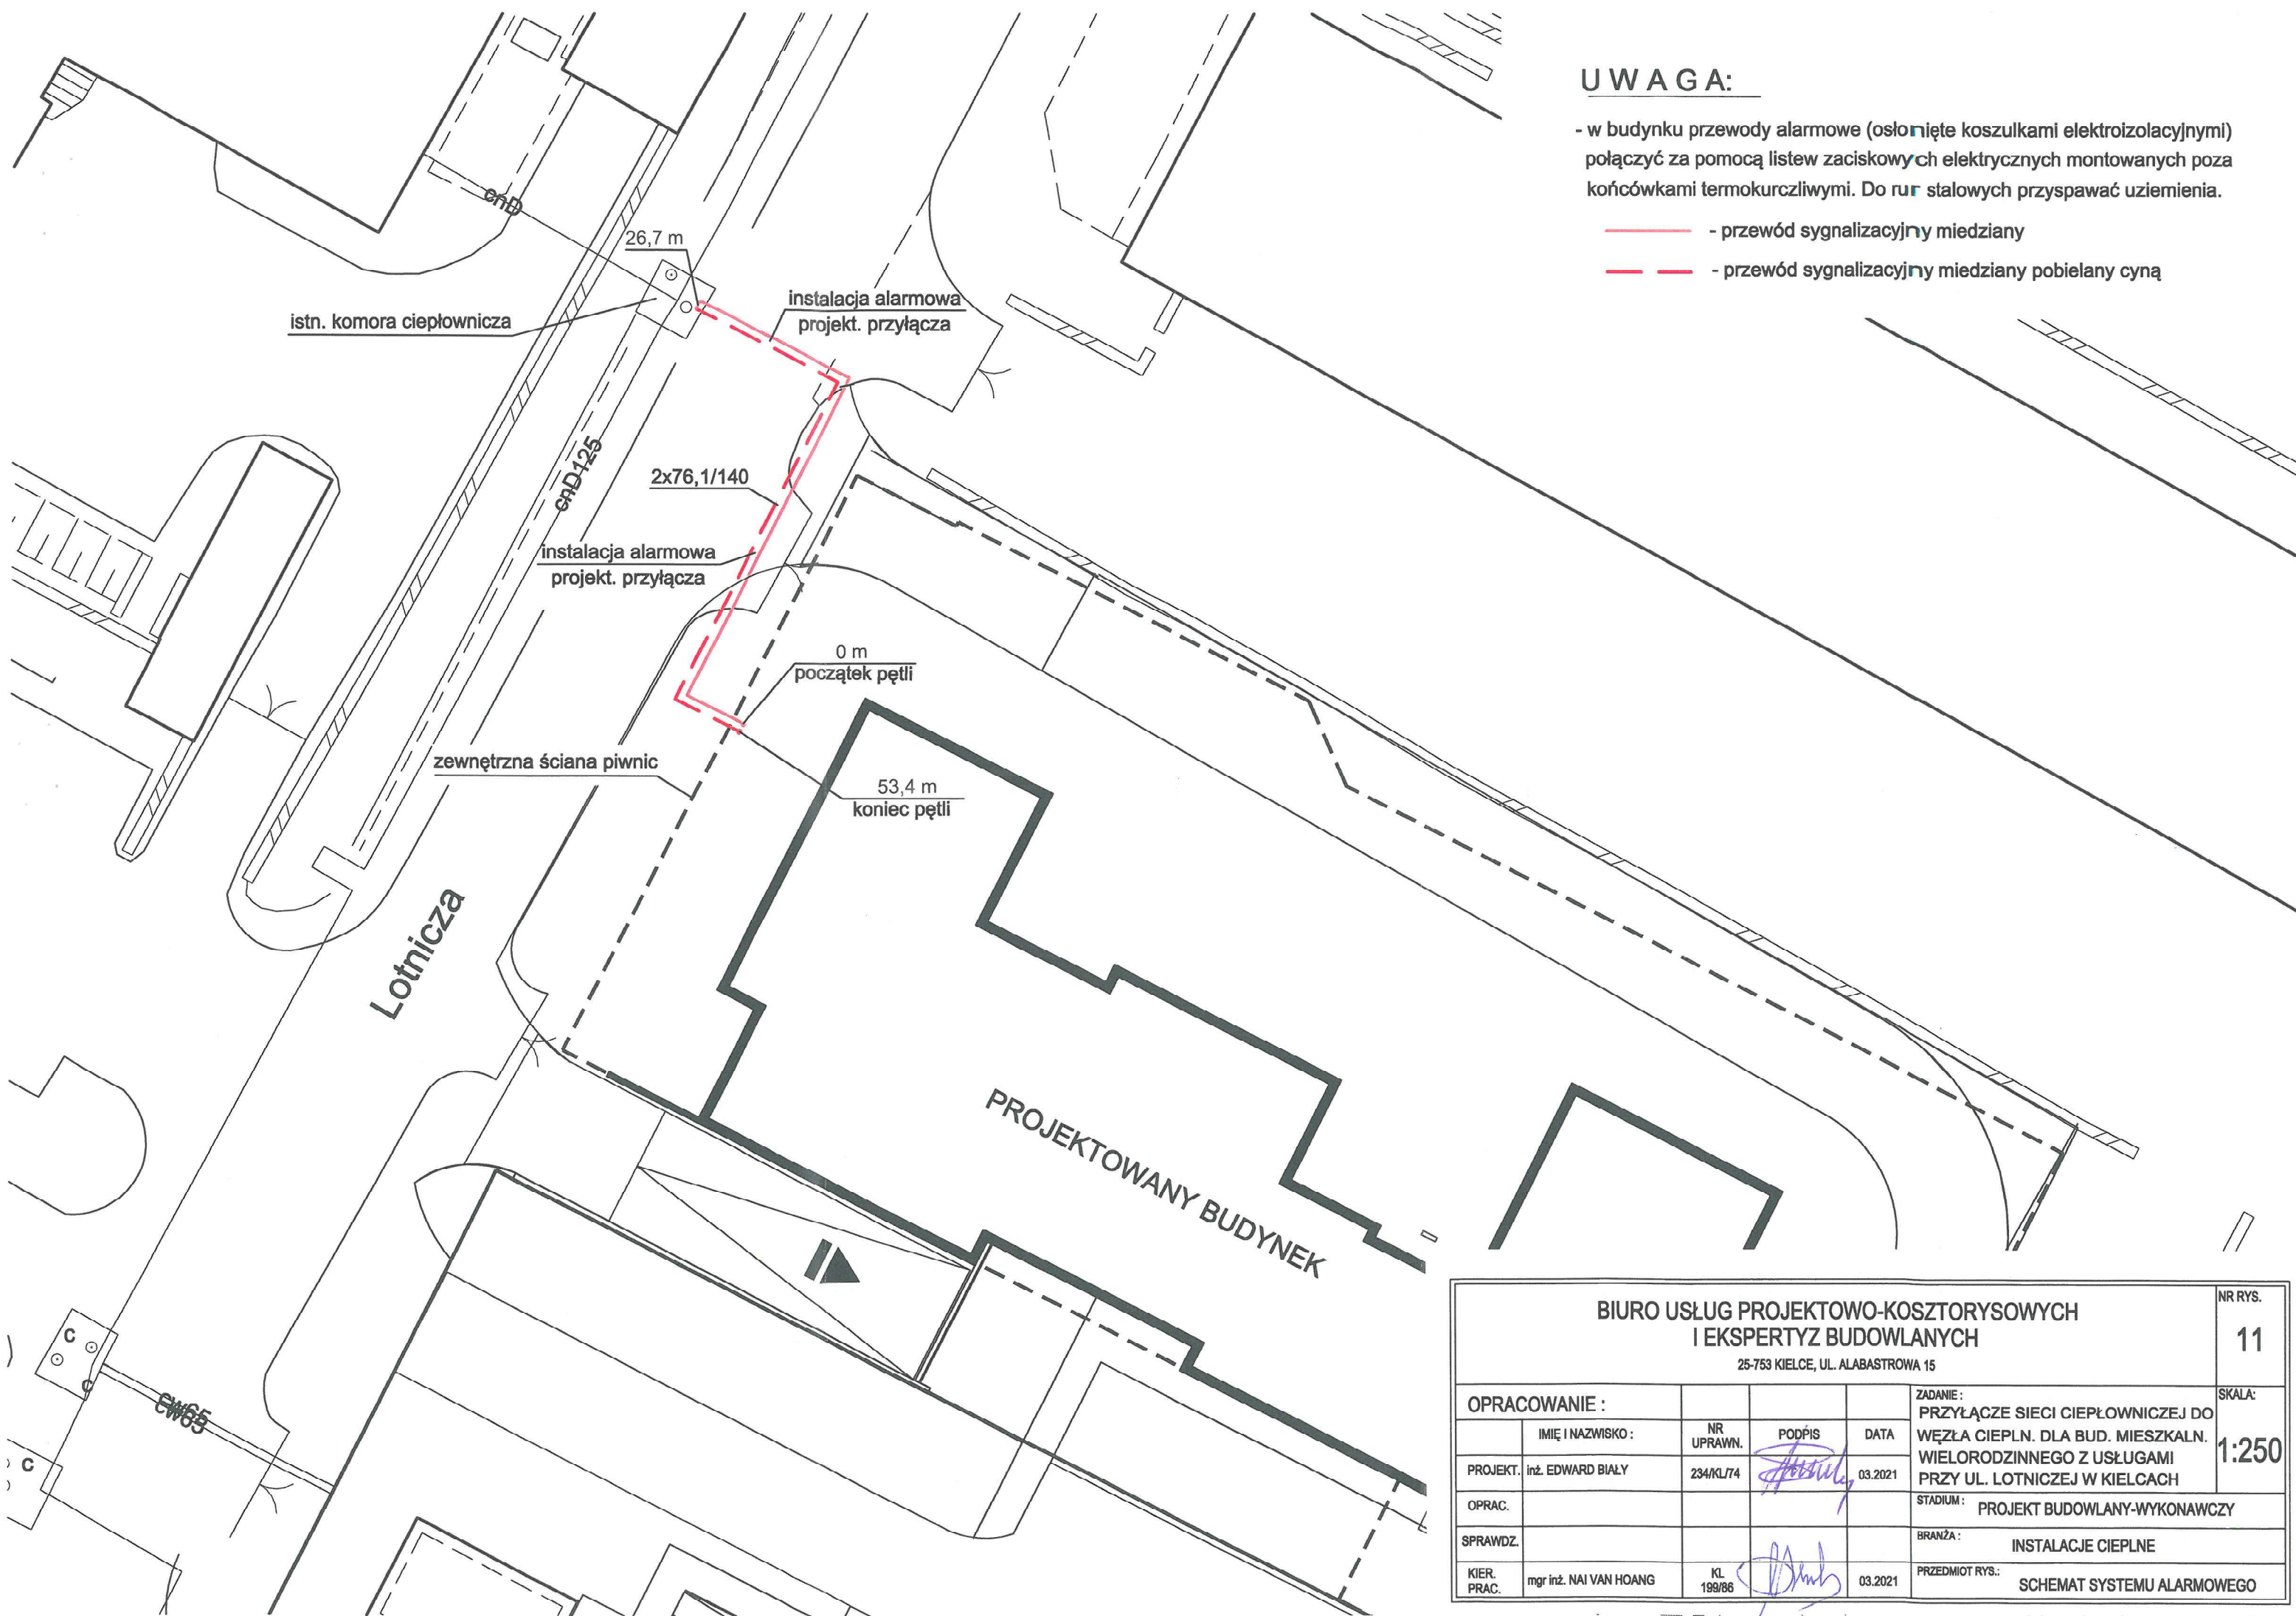 UWAGA:
- w budynku przewody alarmowe (osłonięte koszulkami elektroizolacyjnymi)
połączyć za pomocą listew zaciskowych elektrycznych montowanych poza
końcówkami termokurczliwymi. Do rur stalowych przyspawać uziemienia.
- przewód sygnalizacyjny miedziany
- przewód sygnalizacyjny miedziany pobielany cyną
cnD
26,7 m
istn. komora ciepłownicza
instalacja alarmowa
projekt. przyłącza
cnD125
2x76,1/140
instalacja alarmowa
projekt. przyłącza
0 m
początek pętli
zewnętrzna ściana piwnic
53,4 m
koniec pętli
Lotnicza
PROJEKTOWANY BUDYNEK
C
c
cw65
C
BIURO USŁUG PROJEKTOWO-KOSZTORYSOWYCH
I EKSPERTYZ BUDOWLANYCH
25-753 KIELCE, UL. ALABASTROWA 15
NR RYS.
11
OPRACOWANIE :
IMIĘ I NAZWISKO :
NR
UPRAWN.
PODPIS
DATA
PROJEKT.
inż. EDWARD BIAŁY
234/KL/74
03.2021
OPRAC.
SPRAWDZ.
KIER.
PRAC.
mgr inż. NAI VAN HOANG
KL
199/86
03.2021
ZADANIE :
PRZYŁĄCZE SIECI CIEPŁOWNICZEJ DO
WĘZŁA CIEPLN. DLA BUD. MIESZKALN.
WIELORODZINNEGO Z USŁUGAMI
PRZY UL. LOTNICZEJ W KIELCACH
SKALA:
1:250
STADIUM :
PROJEKT BUDOWLANY-WYKONAWCZY
BRANŻA :
INSTALACJE CIEPLNE
PRZEDMIOT RYS.:
SCHEMAT SYSTEMU ALARMOWEGO